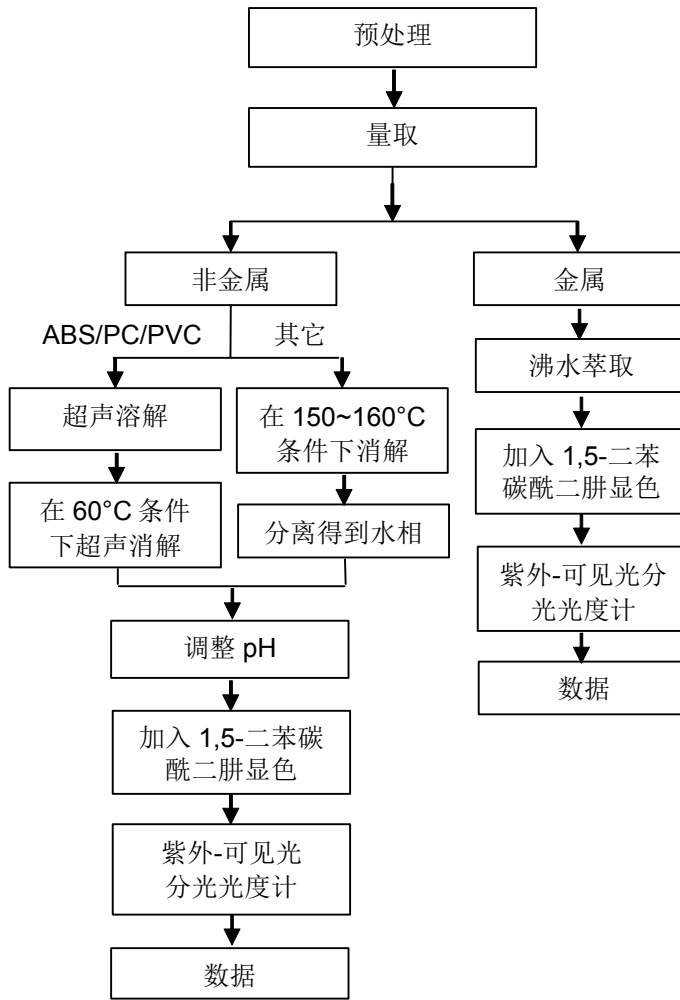 预处理
量取
非金属
金属
ABS/PC/PVC
其它
沸水萃取
超声溶解
在 150~160°C
条件下消解
加入 1,5-二苯
碳酰二肼显色
在 60°C 条件
下超声消解
分离得到水相
紫外-可见光分
光光度计
调整 pH
数据
加入 1,5-二苯碳
酰二肼显色
紫外-可见光
分光光度计
数据